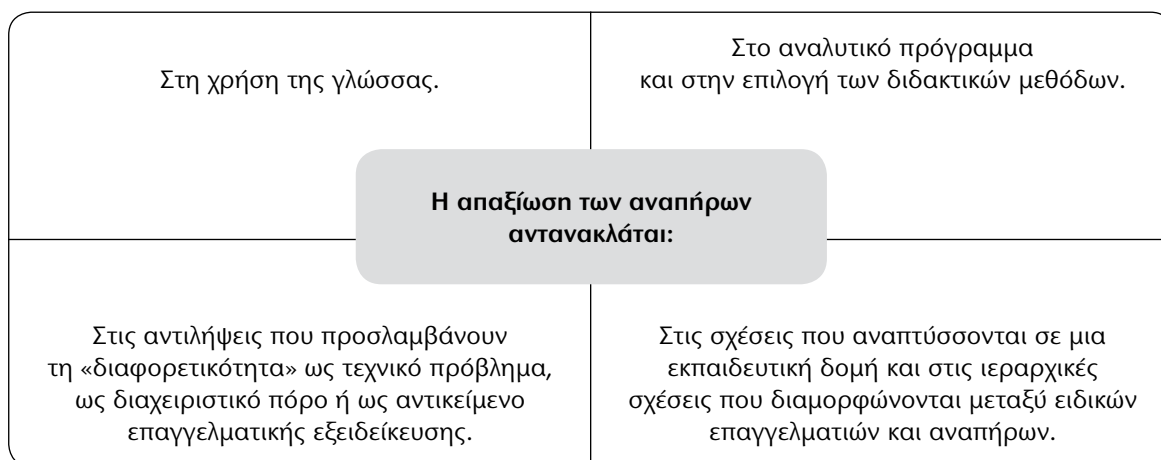 Στη χρήση της γλώσσας.
Στο αναλυτικό πρόγραμμα
και στην επιλογή των διδακτικών μεθόδων.
Η απαξίωση των αναπήρων
αντανακλάται:
Στις αντιλήψεις που προσλαμβάνουν
τη «διαφορετικότητα» ως τεχνικό πρόβλημα,
ως διαχειριστικό πόρο ή ως αντικείμενο
επαγγελματικής εξειδείκευσης.
Στις σχέσεις που αναπτύσσονται σε μια
εκπαιδευτική δομή και στις ιεραρχικές
σχέσεις που διαμορφώνονται μεταξύ ειδικών
επαγγελματιών και αναπήρων.